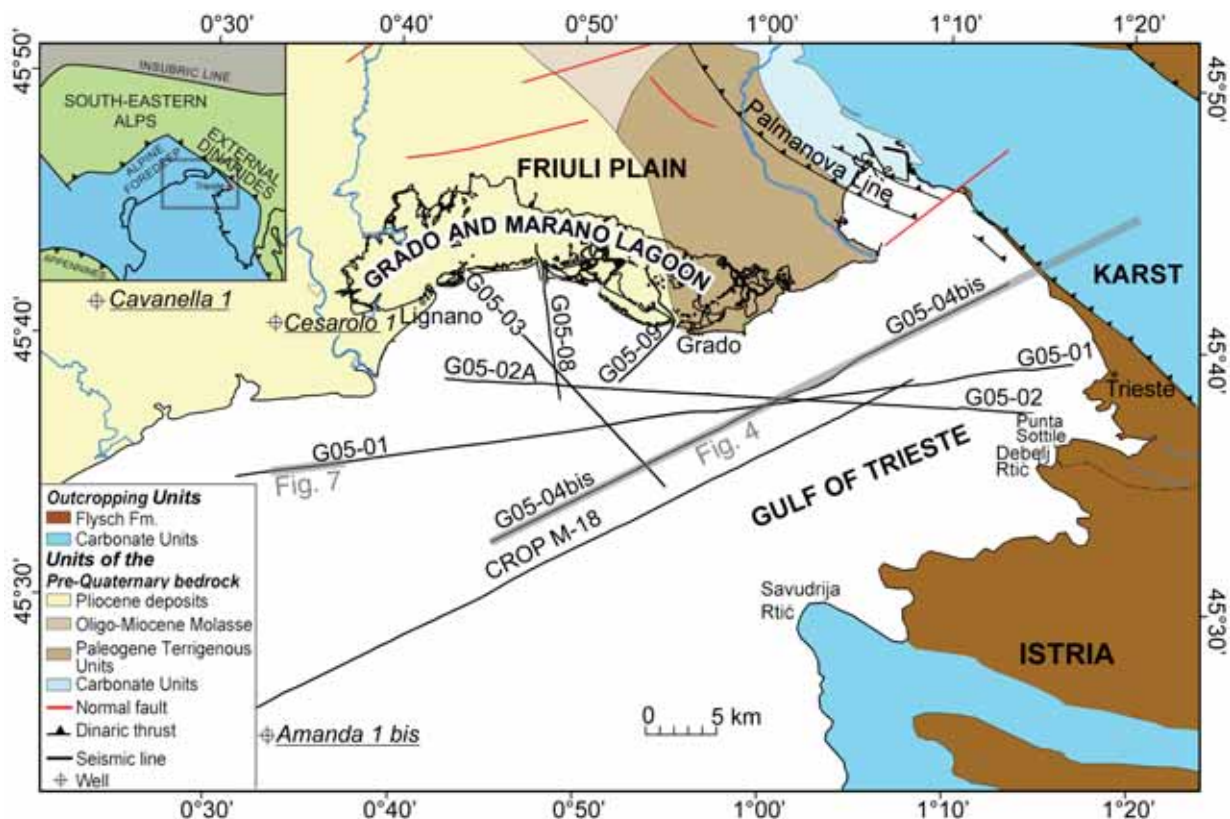 0°30' 0°40' 0°50' 1°00' 1°10' 1°20'
45°50'
45°50'
INSUBRIC LINE
SOUTH-EASTERN
ALPS
ALPINE
FOREDEEP
EXTERNAL
DINARIDES
Trieste
APPENNINES
Palmanova Line
FRIULI PLAIN
GRADO AND MARANO LAGOON
KARST
Cavanella 1
Cesarolo 1
Lignano
45°40'
45°40'
G05-03
G05-08
G05-09
Grado
G05-04bis
G05-01
G05-02A
G05-02
Trieste
Punta
Sottile
Debelj
Rtič
G05-01
Fig. 7
Fig. 4
G05-04bis
GULF OF TRIESTE
CROP M-18
Savudrija
Rtič
45°30'
45°30'
ISTRIA
Outcropping Units
Flysch Fm.
Carbonate Units
Units of the
Pre-Quaternary bedrock
Pliocene deposits
Oligo-Miocene Molasse
Paleogene Terrigenous
Units
Carbonate Units
Normal fault
Dinaric thrust
Seismic line
Well
Amanda 1 bis
0 5 km
0°30' 0°40' 0°50' 1°00' 1°10' 1°20'